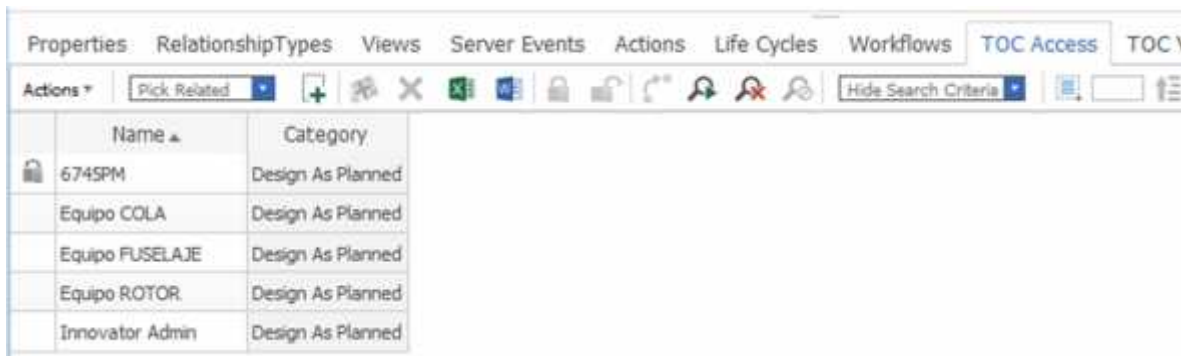 Properties RelationshipTypes Views Server Events Actions Life Cycles Workflows TOC Access TOC
Actions Pick Related Hide Search Criteria
Name Category
6745PM Design As Planned
Equipo COLA Design As Planned
Equipo FUSELAJE Design As Planned
Equipo ROTOR Design As Planned
Innovator Admin Design As Planned